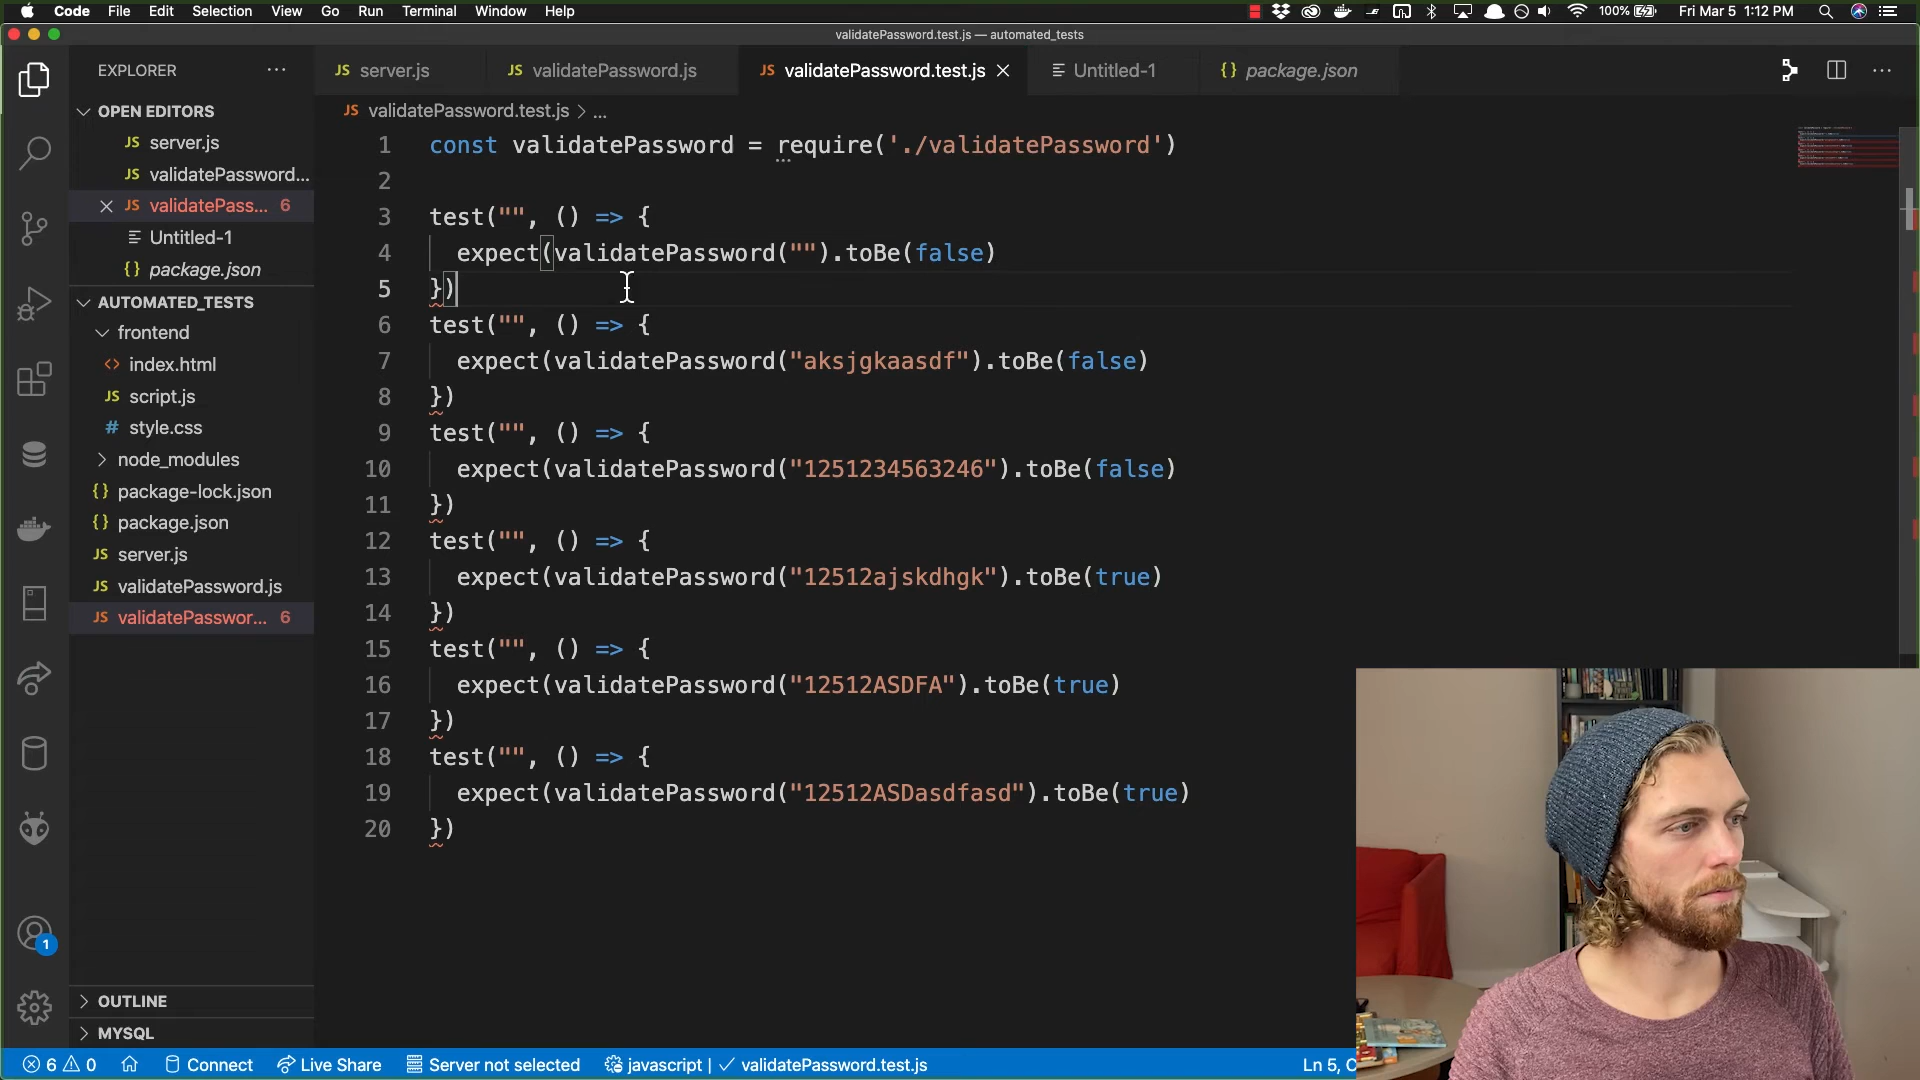 Code File Edit Selection View Go Run Terminal Window Help 100% Fri Mar 5 1:12 PM
validatePassword.test.js — automated_tests
EXPLORER ...
JS server.js JS validatePassword.js JS validatePassword.test.js Untitled-1 {} package.json
OPEN EDITORS
JS server.js
JS validatePassword...
JS validatePass... 6
Untitled-1
{} package.json
AUTOMATED_TESTS
frontend
<> index.html
JS script.js
# style.css
node_modules
{} package-lock.json
{} package.json
JS server.js
JS validatePassword.js
JS validatePasswor... 6
OUTLINE
MYSQL
1
JS validatePassword.test.js > ...
1 const validatePassword = require('./validatePassword')
2
3 test("", () => {
4 expect(validatePassword("").toBe(false)
5 })
6 test("", () => {
7 expect(validatePassword("aksjgkaasdf").toBe(false)
8 })
9 test("", () => {
10 expect(validatePassword("1251234563246").toBe(false)
11 })
12 test("", () => {
13 expect(validatePassword("12512ajskdhgk").toBe(true)
14 })
15 test("", () => {
16 expect(validatePassword("12512ASDFA").toBe(true)
17 })
18 test("", () => {
19 expect(validatePassword("12512ASDasdfasd").toBe(true)
20 })
6 0 Connect Live Share Server not selected javascript | ✓ validatePassword.test.js Ln 5, C